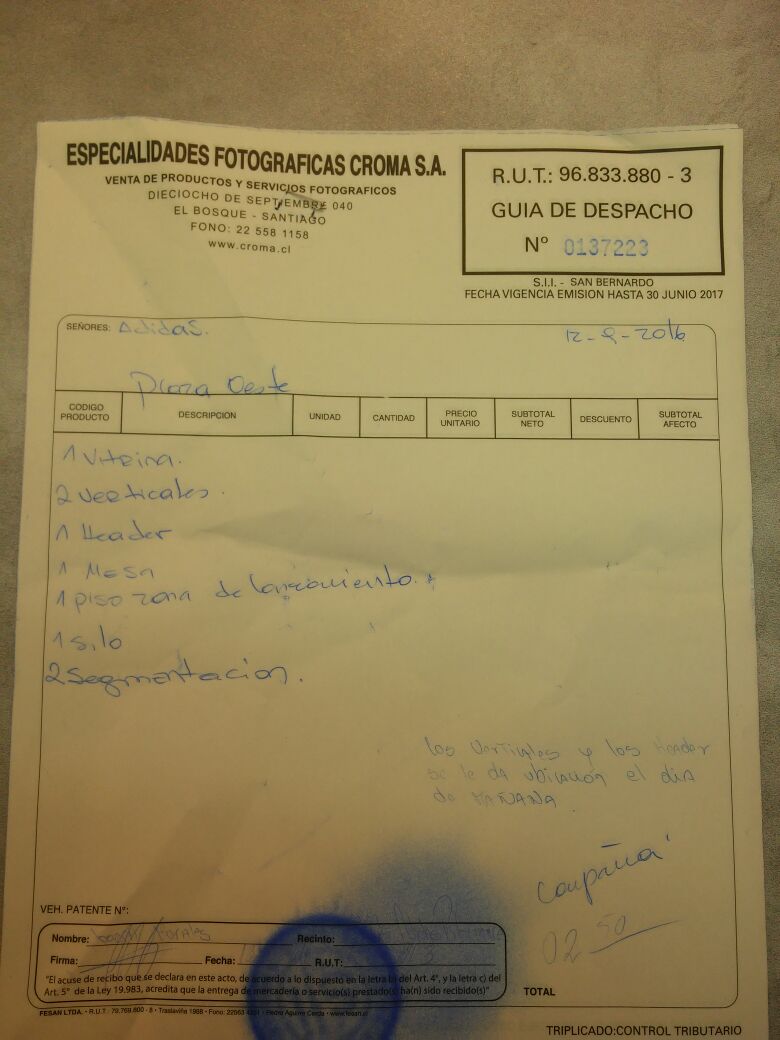 ESPECIALIDADES FOTOGRAFICAS CROMA S.A.
VENTA DE PRODUCTOS Y SERVICIOS FOTOGRAFICOS
DIECIOCHO DE SEPTIEMBRE 040
EL BOSQUE - SANTIAGO
FONO: 22 558 1158
www.croma.cl
R.U.T.: 96.833.880 - 3
GUIA DE DESPACHO
Nº 0137223
S.I.I. - SAN BERNARDO
FECHA VIGENCIA EMISION HASTA 30 JUNIO 2017
SEÑORES: Adidas. 12-9-2016
Plaza Oeste
CODIGO PRODUCTO DESCRIPCION UNIDAD CANTIDAD PRECIO UNITARIO SUBTOTAL NETO DESCUENTO SUBTOTAL AFECTO
1 Vitrina.
2 Verticales.
1 Header
1 Mesa
1 piso zona de lanzamiento.
1 silo
2 Segmentacion.
los Verticales y los Header
se le da ubicación el dia
de MAÑANA.
Campaña
02 50
VEH. PATENTE Nº:
Nombre: Recinto:
Firma: Fecha: R.U.T.:
"El acuse de recibo que se declara en este acto, de acuerdo a lo dispuesto en la letra b) del Art. 4°, y la letra c) del
Art. 5° de la Ley 19.983, acredita que la entrega de mercadería o servicio(s) prestado(s) ha(n) sido recibido(s)"
TOTAL
FESAN LTDA. • R.U.T.: 79.769.800 - 8 • Traslaviña 1988 • Fono: Pedro Aguirre Cerda • www.fesan.cl
TRIPLICADO:CONTROL TRIBUTARIO